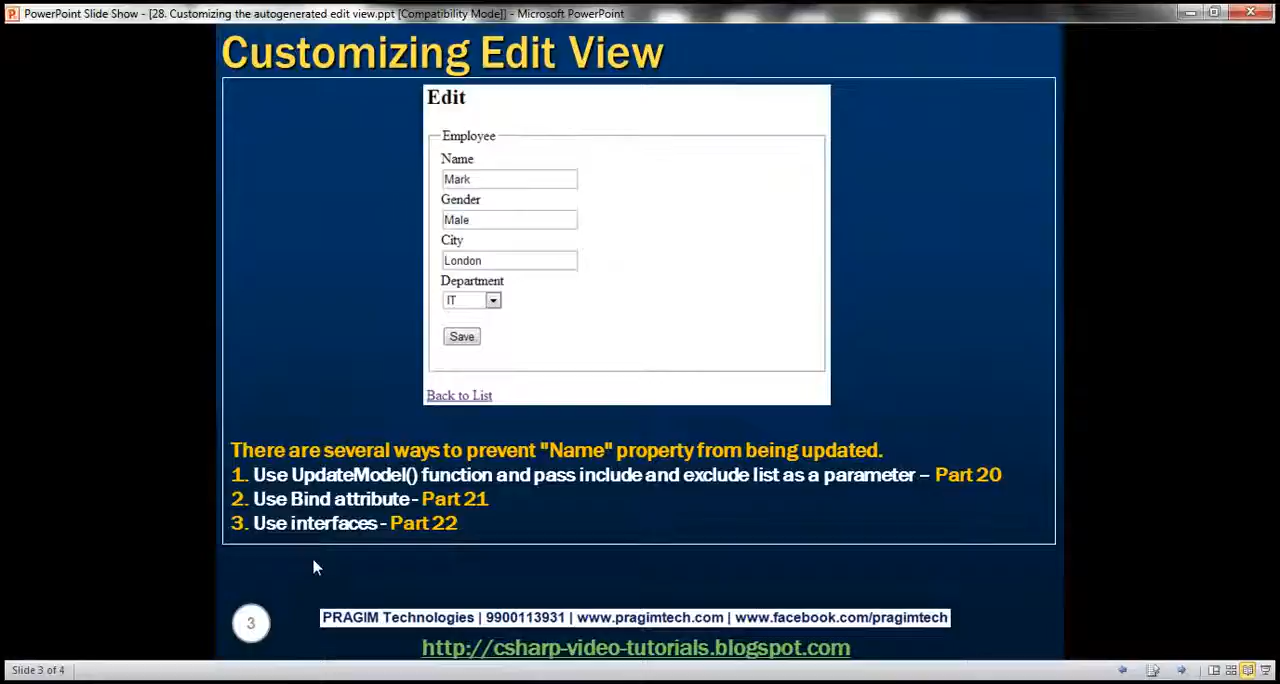 PowerPoint Slide Show - [28. Customizing the autogenerated edit view.ppt [Compatibility Mode]] - Microsoft PowerPoint
Customizing Edit View
Edit
Employee
Name
Mark
Gender
Male
City
London
Department
IT
Save
Back to List
There are several ways to prevent "Name" property from being updated.
1. Use UpdateModel() function and pass include and exclude list as a parameter – Part 20
2. Use Bind attribute - Part 21
3. Use interfaces - Part 22
3
PRAGIM Technologies | 9900113931 | www.pragimtech.com | www.facebook.com/pragimtech
http://csharp-video-tutorials.blogspot.com
Slide 3 of 4